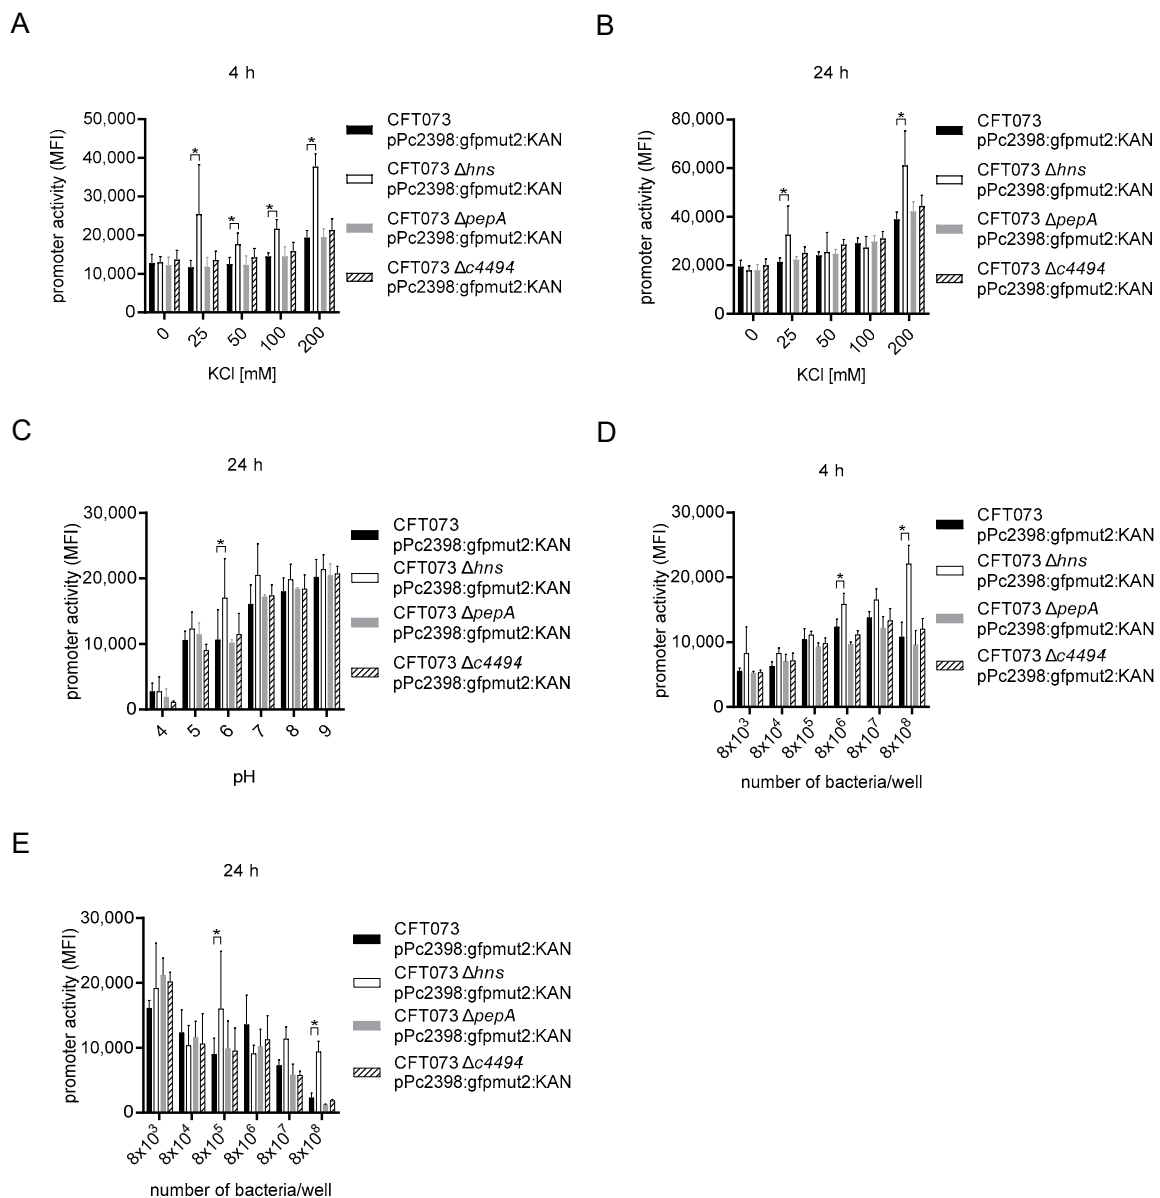 A
4 h
promoter activity (MFI)
50,000
40,000
30,000
20,000
10,000
0
* * * *
0 25 50 100 200
KCl [mM]
CFT073
pPc2398:gfpmut2:KAN
CFT073 Δhns
pPc2398:gfpmut2:KAN
CFT073 ΔpepA
pPc2398:gfpmut2:KAN
CFT073 Δc4494
pPc2398:gfpmut2:KAN
B
24 h
promoter activity (MFI)
80,000
60,000
40,000
20,000
0
* *
0 25 50 100 200
KCl [mM]
CFT073
pPc2398:gfpmut2:KAN
CFT073 Δhns
pPc2398:gfpmut2:KAN
CFT073 ΔpepA
pPc2398:gfpmut2:KAN
CFT073 Δc4494
pPc2398:gfpmut2:KAN
C
24 h
promoter activity (MFI)
30,000
20,000
10,000
0
*
4 5 6 7 8 9
pH
CFT073
pPc2398:gfpmut2:KAN
CFT073 Δhns
pPc2398:gfpmut2:KAN
CFT073 ΔpepA
pPc2398:gfpmut2:KAN
CFT073 Δc4494
pPc2398:gfpmut2:KAN
D
4 h
promoter activity (MFI)
30,000
20,000
10,000
0
* *
8x10³ 8x10⁴ 8x10⁵ 8x10⁶ 8x10⁷ 8x10⁸
number of bacteria/well
CFT073
pPc2398:gfpmut2:KAN
CFT073 Δhns
pPc2398:gfpmut2:KAN
CFT073 ΔpepA
pPc2398:gfpmut2:KAN
CFT073 Δc4494
pPc2398:gfpmut2:KAN
E
24 h
promoter activity (MFI)
30,000
20,000
10,000
0
* *
8x10³ 8x10⁴ 8x10⁵ 8x10⁶ 8x10⁷ 8x10⁸
number of bacteria/well
CFT073
pPc2398:gfpmut2:KAN
CFT073 Δhns
pPc2398:gfpmut2:KAN
CFT073 ΔpepA
pPc2398:gfpmut2:KAN
CFT073 Δc4494
pPc2398:gfpmut2:KAN